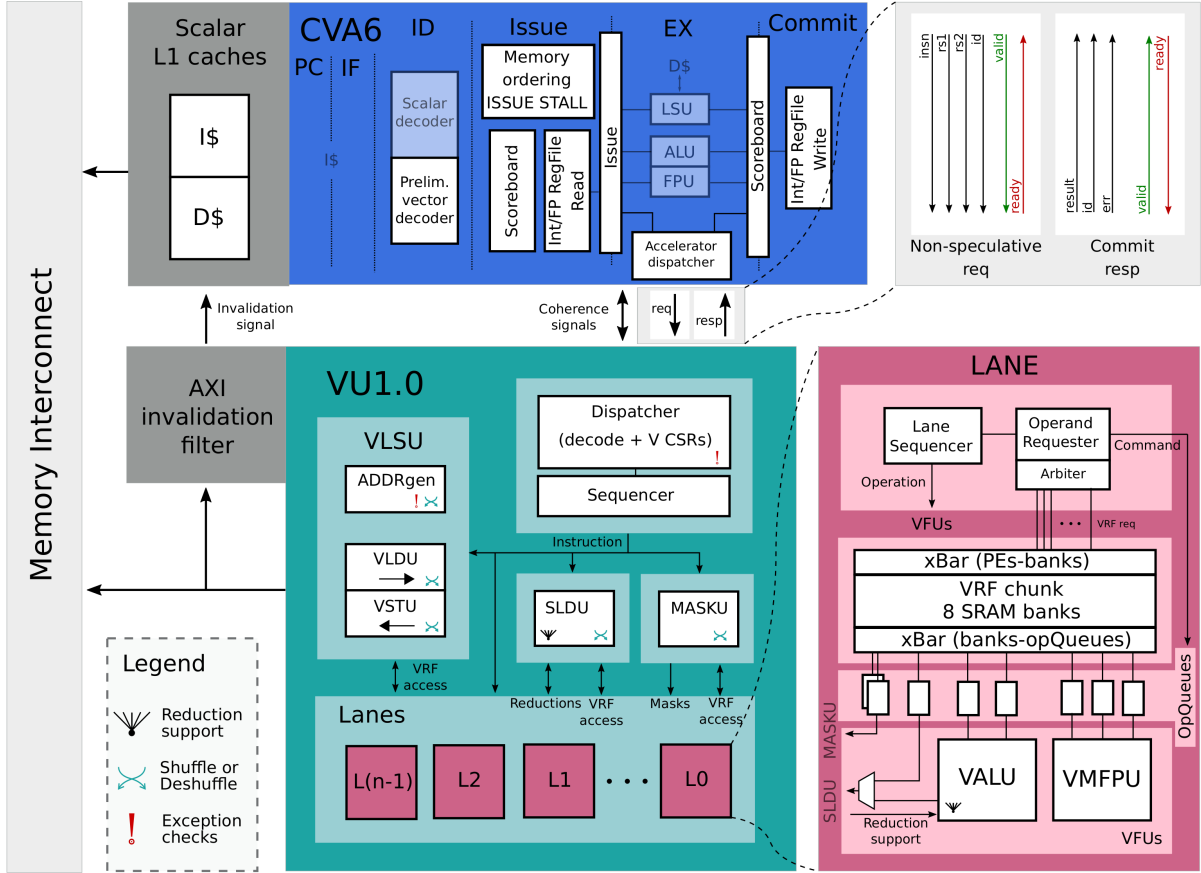 Memory Interconnect
Scalar
L1 caches
I$
D$
CVA6
PC
IF
I$
ID
Scalar
decoder
Prelim.
vector
decoder
Issue
Memory
ordering
ISSUE STALL
Scoreboard
Int/FP RegFile
Read
Issue
EX
D$
LSU
ALU
FPU
Accelerator
dispatcher
Commit
Scoreboard
Int/FP RegFile
Write
insn
rs1
rs2
id
valid
ready
Non-speculative
req
result
id
err
valid
ready
Commit
resp
Invalidation
signal
Coherence
signals
req
resp
AXI
invalidation
filter
VU1.0
VLSU
ADDRgen
!
VLDU
VSTU
Dispatcher
(decode + V CSRs)
!
Sequencer
Instruction
SLDU
MASKU
VRF
access
Reductions
VRF
access
Masks
VRF
access
Lanes
L(n-1)
L2
L1
• • •
L0
Legend
Reduction
support
Shuffle or
Deshuffle
!
Exception
checks
LANE
Lane
Sequencer
Operand
Requester
Arbiter
Command
Operation
VFUs
• • •
VRF req
xBar (PEs-banks)
VRF chunk
8 SRAM banks
xBar (banks-opQueues)
OpQueues
MASKU
SLDU
VALU
VMFPU
Reduction
support
VFUs